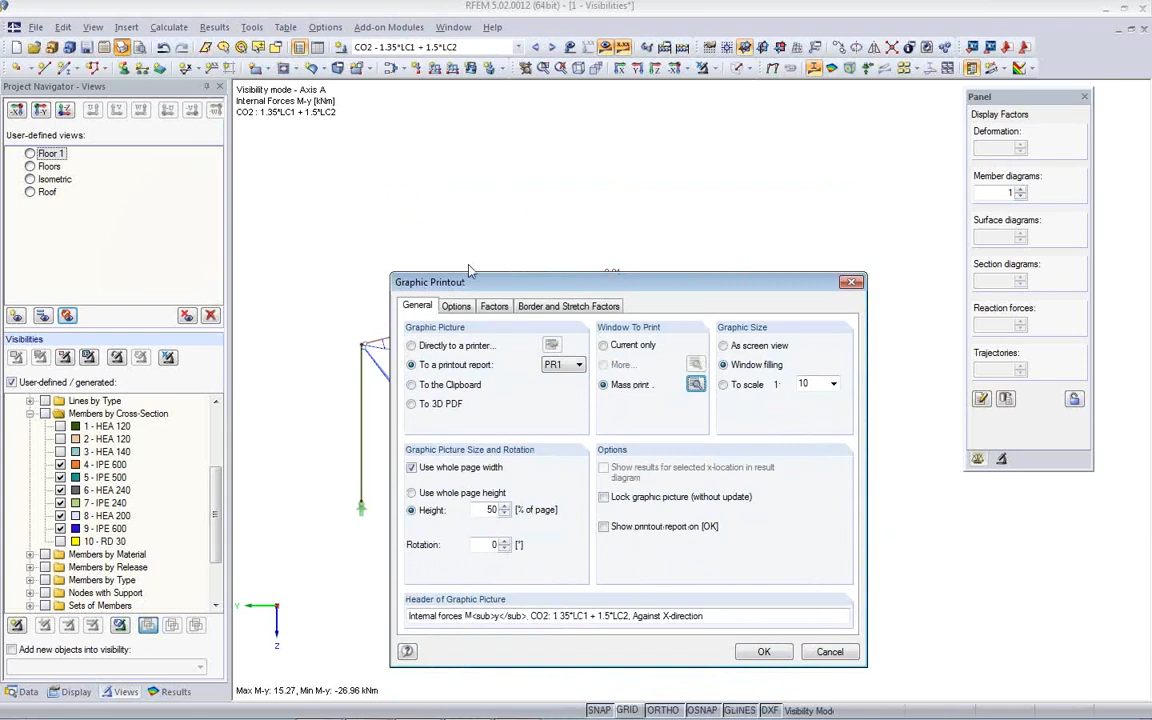 RFEM 5.02.0012 (64bit) - [1 - Visibilities*]
File Edit View Insert Calculate Results Tools Table Options Add-on Modules Window Help
CO2 - 1.35*LC1 + 1.5*LC2
Project Navigator - Views
Visibility mode - Axis A
Internal Forces M-y [kNm]
CO2 : 1.35*LC1 + 1.5*LC2
User-defined views:
Floor 1
Floors
Isometric
Roof
Visibilities
User-defined / generated:
Lines by Type
Members by Cross-Section
1 - HEA 120
2 - HEA 120
3 - HEA 140
4 - IPE 600
5 - IPE 500
6 - HEA 240
7 - IPE 240
8 - HEA 200
9 - IPE 600
10 - RD 30
Members by Material
Members by Release
Members by Type
Nodes with Support
Sets of Members
Add new objects into visibility:
Data Display Views Results
Y
Z
Max M-y: 15.27, Min M-y: -26.96 kNm
Graphic Printout
General Options Factors Border and Stretch Factors
Graphic Picture
Directly to a printer...
To a printout report: PR1
To the Clipboard
To 3D PDF
Window To Print
Current only
More...
Mass print .
Graphic Size
As screen view
Window filling
To scale 1: 10
Graphic Picture Size and Rotation
Use whole page width
Use whole page height
Height: 50 [% of page]
Rotation: 0 [°]
Options
Show results for selected x-location in result
diagram
Lock graphic picture (without update)
Show printout report on [OK]
Header of Graphic Picture
Internal forces M<sub>y</sub>, CO2: 1.35*LC1 + 1.5*LC2, Against X-direction
OK Cancel
Panel
Display Factors
Deformation:
Member diagrams:
1
Surface diagrams:
Section diagrams:
Reaction forces:
Trajectories:
SNAP GRID ORTHO OSNAP GLINES DXF Visibility Mode